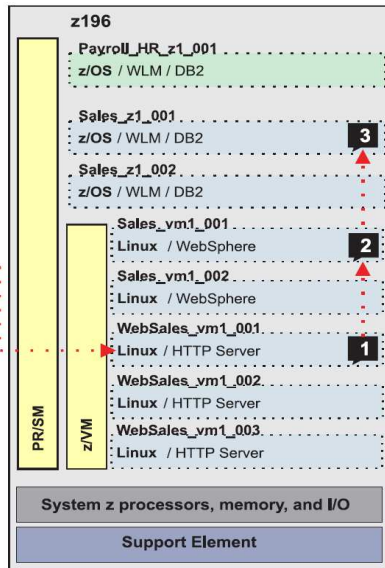 z196
Payroll_HR_z1_001
z/OS / WLM / DB2
Sales_z1_001
z/OS / WLM / DB2
3
Sales_z1_002
z/OS / WLM / DB2
Sales_vm1_001
Linux / WebSphere
2
Sales_vm1_002
Linux / WebSphere
WebSales_vm1_001
Linux / HTTP Server
1
WebSales_vm1_002
Linux / HTTP Server
WebSales_vm1_003
Linux / HTTP Server
PR/SM
z/VM
System z processors, memory, and I/O
Support Element